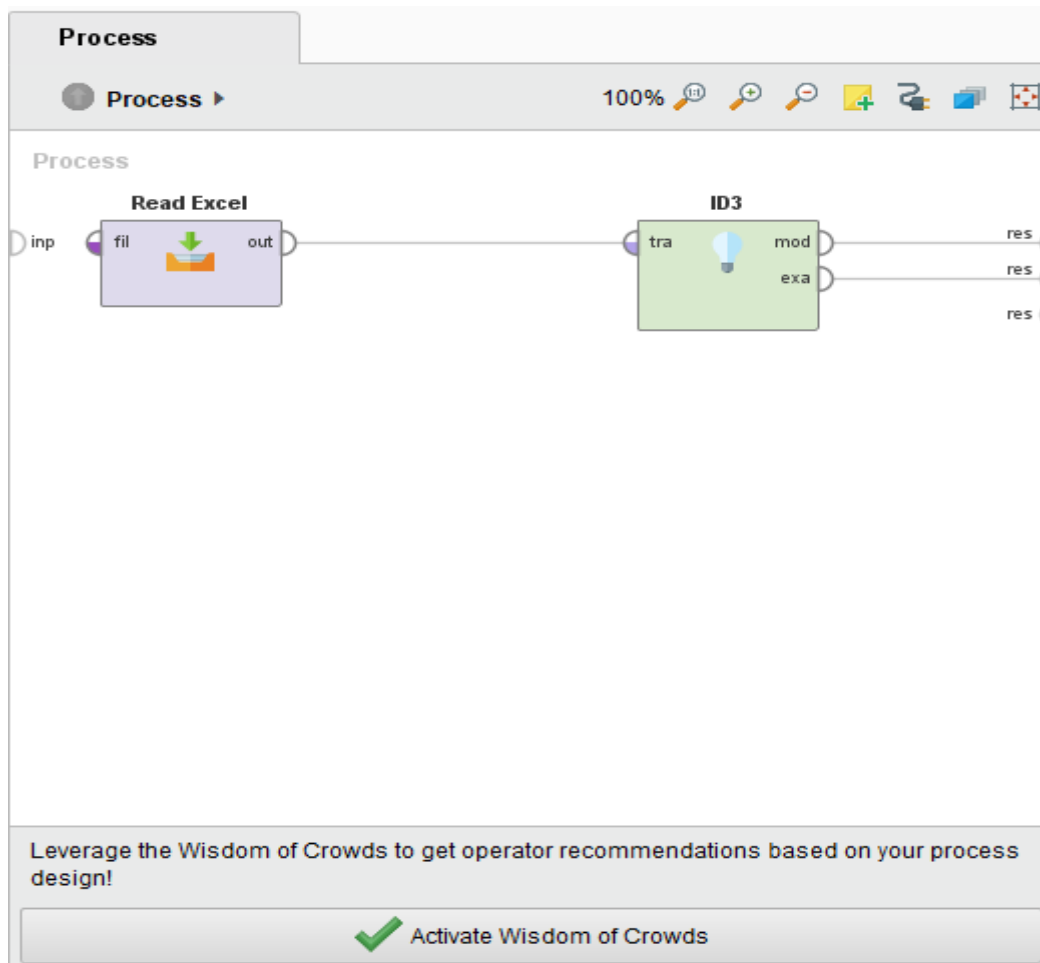 Process
Process
100%
Process
Read Excel
ID3
inp
fil
out
tra
mod
res
exa
res
res
Leverage the Wisdom of Crowds to get operator recommendations based on your process
design!
Activate Wisdom of Crowds